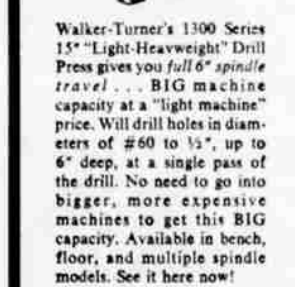 Walker-Turner's 1300 Series
15" "Light-Heavweight" Drill
Press gives you full 6" spindle
travel . . . BIG machine
capacity at a "light machine"
price. Will drill holes in diam-
eters of #60 to ½", up to
6" deep, at a single pass of
the drill. No need to go into
bigger, more expensive
machines to get this BIG
capacity. Available in bench,
floor, and multiple spindle
models. See it here now!